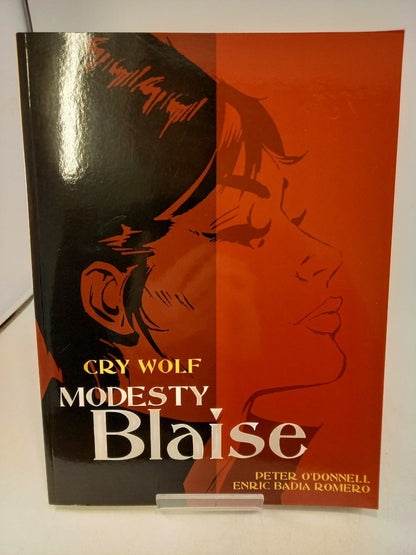 CRY WOLF
MODESTY
Blaise
PETER O'DONNELL
ENRIC BADIA ROMERO